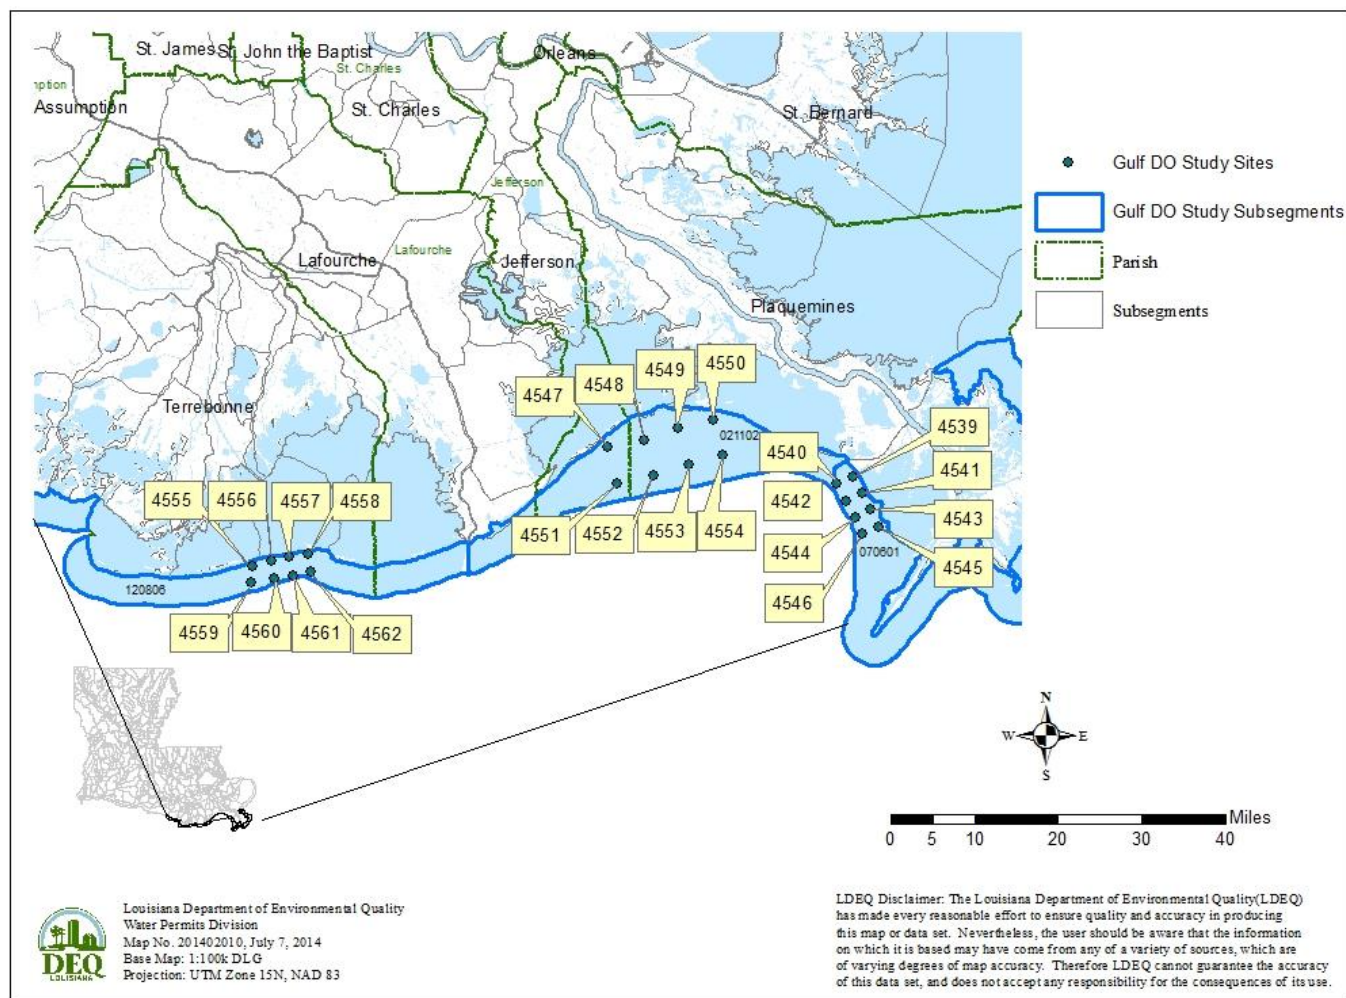 St. James
St. John the Baptist
Orleans
St. Charles
mption
Assumption
St. Charles
St. Bernard
Gulf DO Study Sites
Jefferson
Gulf DO Study Subsegments
Lafourche
Lafourche
Jefferson
Parish
Plaquemines
Subsegments
4549
4550
4548
4547
Terrebonne
4539
021102
4540
4541
4555
4556
4557
4558
4542
4543
4551
4552
4553
4554
4544
070601
4545
120806
4546
4559
4560
4561
4562
N
W
E
S
Miles
0 5 10 20 30 40
Louisiana Department of Environmental Quality
Water Permits Division
Map No. 201402010, July 7, 2014
Base Map: 1:100k DLG
Projection: UTM Zone 15N, NAD 83
DEQ
LOUISIANA
LDEQ Disclaimer: The Louisiana Department of Environmental Quality(LDEQ)
has made every reasonable effort to ensure quality and accuracy in producing
this map or data set. Nevertheless, the user should be aware that the information
on which it is based may have come from any of a variety of sources, which are
of varying degrees of map accuracy. Therefore LDEQ cannot guarantee the accuracy
of this data set, and does not accept any responsibility for the consequences of its use.